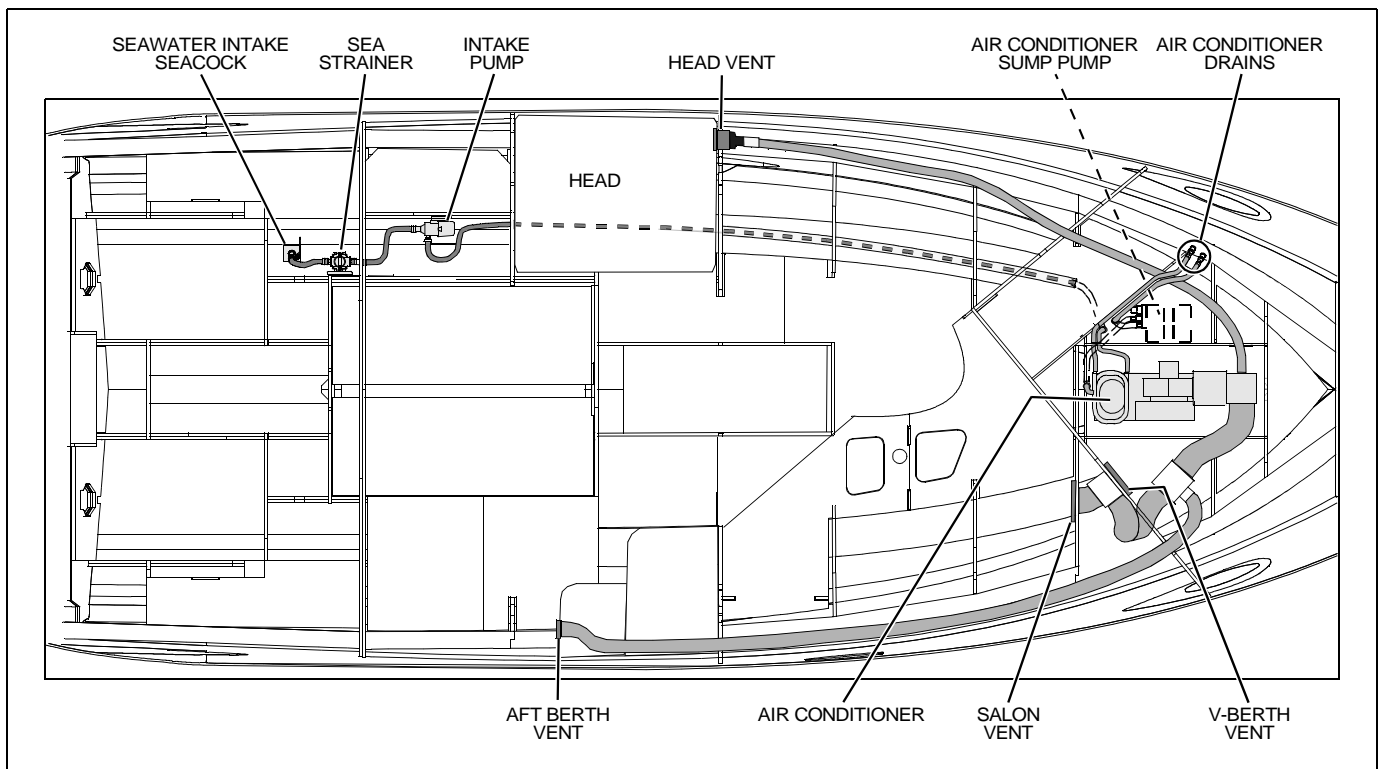 SEAWATER INTAKE
SEACOCK
SEA
STRAINER
INTAKE
PUMP
HEAD VENT
AIR CONDITIONER
SUMP PUMP
AIR CONDITIONER
DRAINS
HEAD
AFT BERTH
VENT
AIR CONDITIONER
SALON
VENT
V-BERTH
VENT